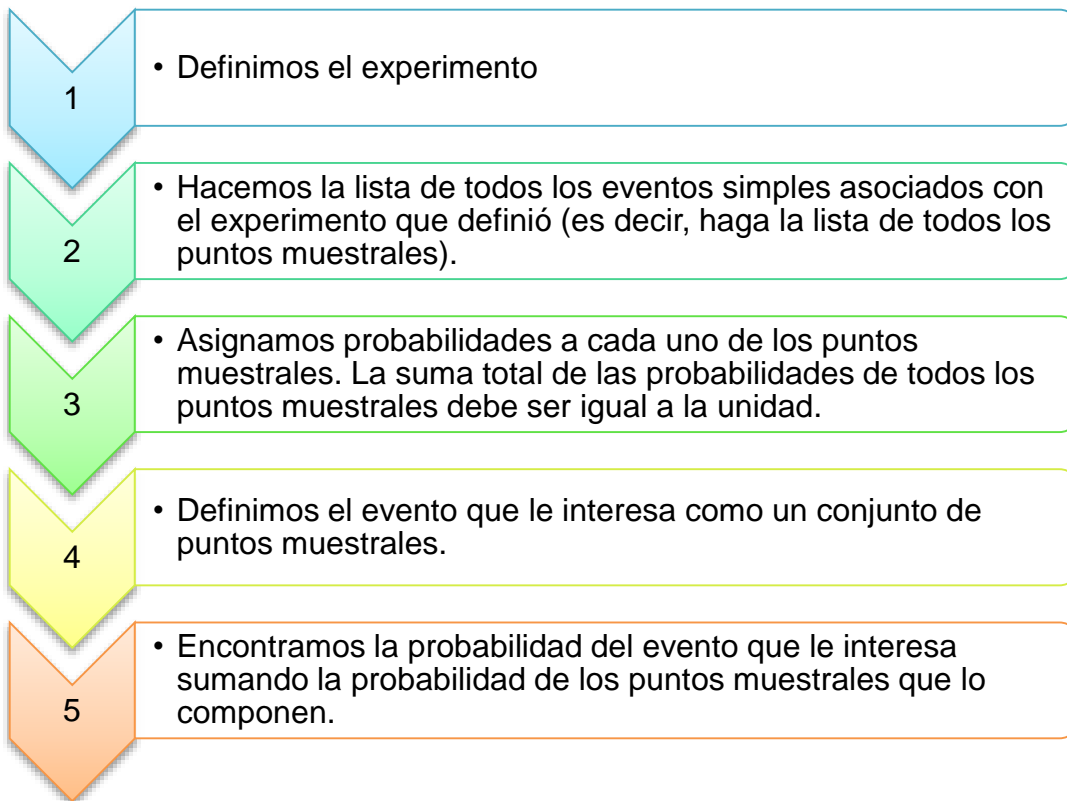 1
• Definimos el experimento
2
• Hacemos la lista de todos los eventos simples asociados con
el experimento que definió (es decir, haga la lista de todos los
puntos muestrales).
3
• Asignamos probabilidades a cada uno de los puntos
muestrales. La suma total de las probabilidades de todos los
puntos muestrales debe ser igual a la unidad.
4
• Definimos el evento que le interesa como un conjunto de
puntos muestrales.
5
• Encontramos la probabilidad del evento que le interesa
sumando la probabilidad de los puntos muestrales que lo
componen.